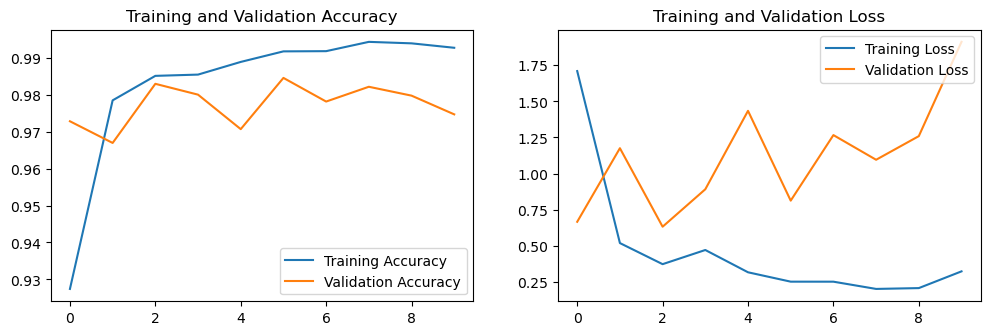 Training and Validation Accuracy
0.99
0.98
0.97
0.96
0.95
0.94
0.93
0 2 4 6 8
Training Accuracy
Validation Accuracy
Training and Validation Loss
1.75
1.50
1.25
1.00
0.75
0.50
0.25
0 2 4 6 8
Training Loss
Validation Loss